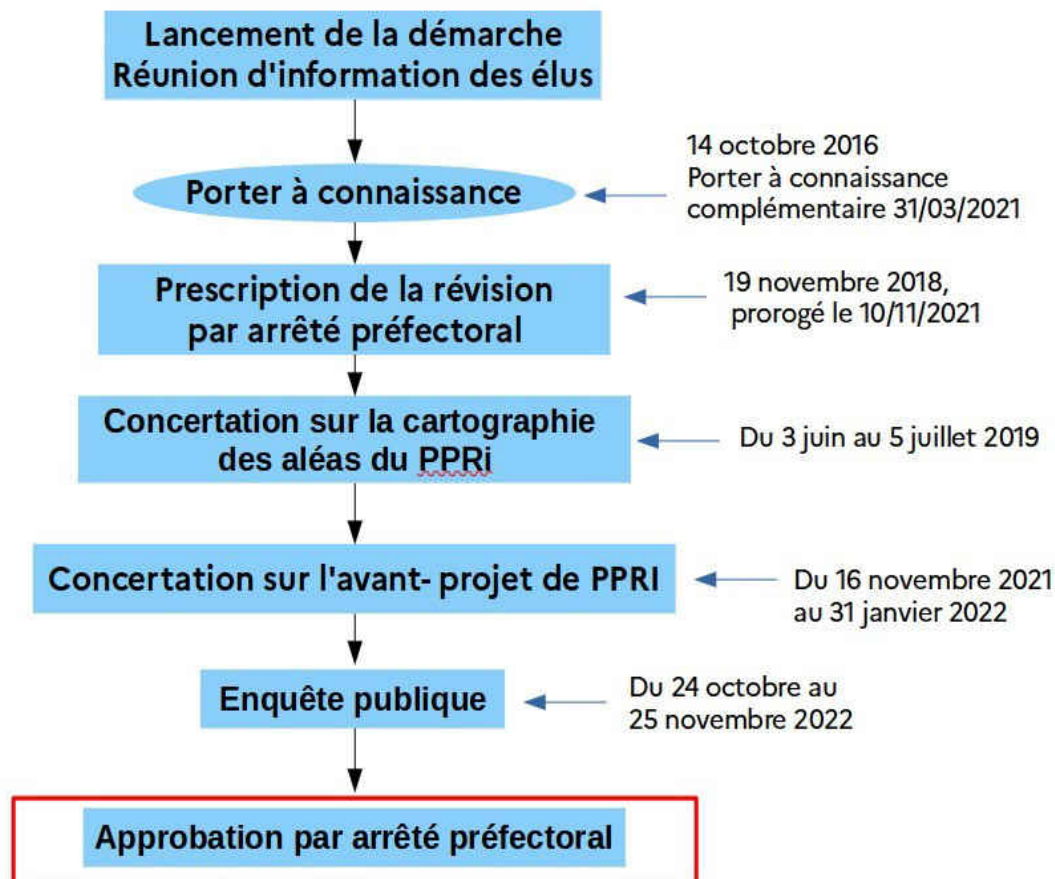 Lancement de la démarche
Réunion d'information des élus
Porter à connaissance
14 octobre 2016
Porter à connaissance
complémentaire 31/03/2021
Prescription de la révision
par arrêté préfectoral
19 novembre 2018,
prorogé le 10/11/2021
Concertation sur la cartographie
des aléas du PPRi
Du 3 juin au 5 juillet 2019
Concertation sur l'avant- projet de PPRI
Du 16 novembre 2021
au 31 janvier 2022
Enquête publique
Du 24 octobre au
25 novembre 2022
Approbation par arrêté préfectoral